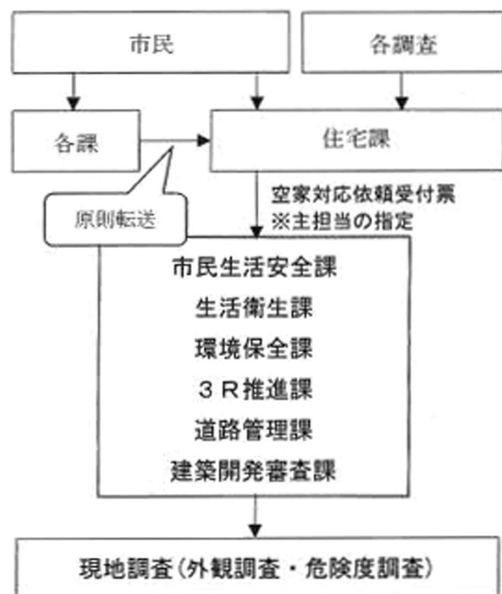 市民
各調査
各課
住宅課
原則転送
空家対応依頼受付票
※主担当の指定
市民生活安全課
生活衛生課
環境保全課
３Ｒ推進課
道路管理課
建築開発審査課
現地調査(外観調査・危険度調査)